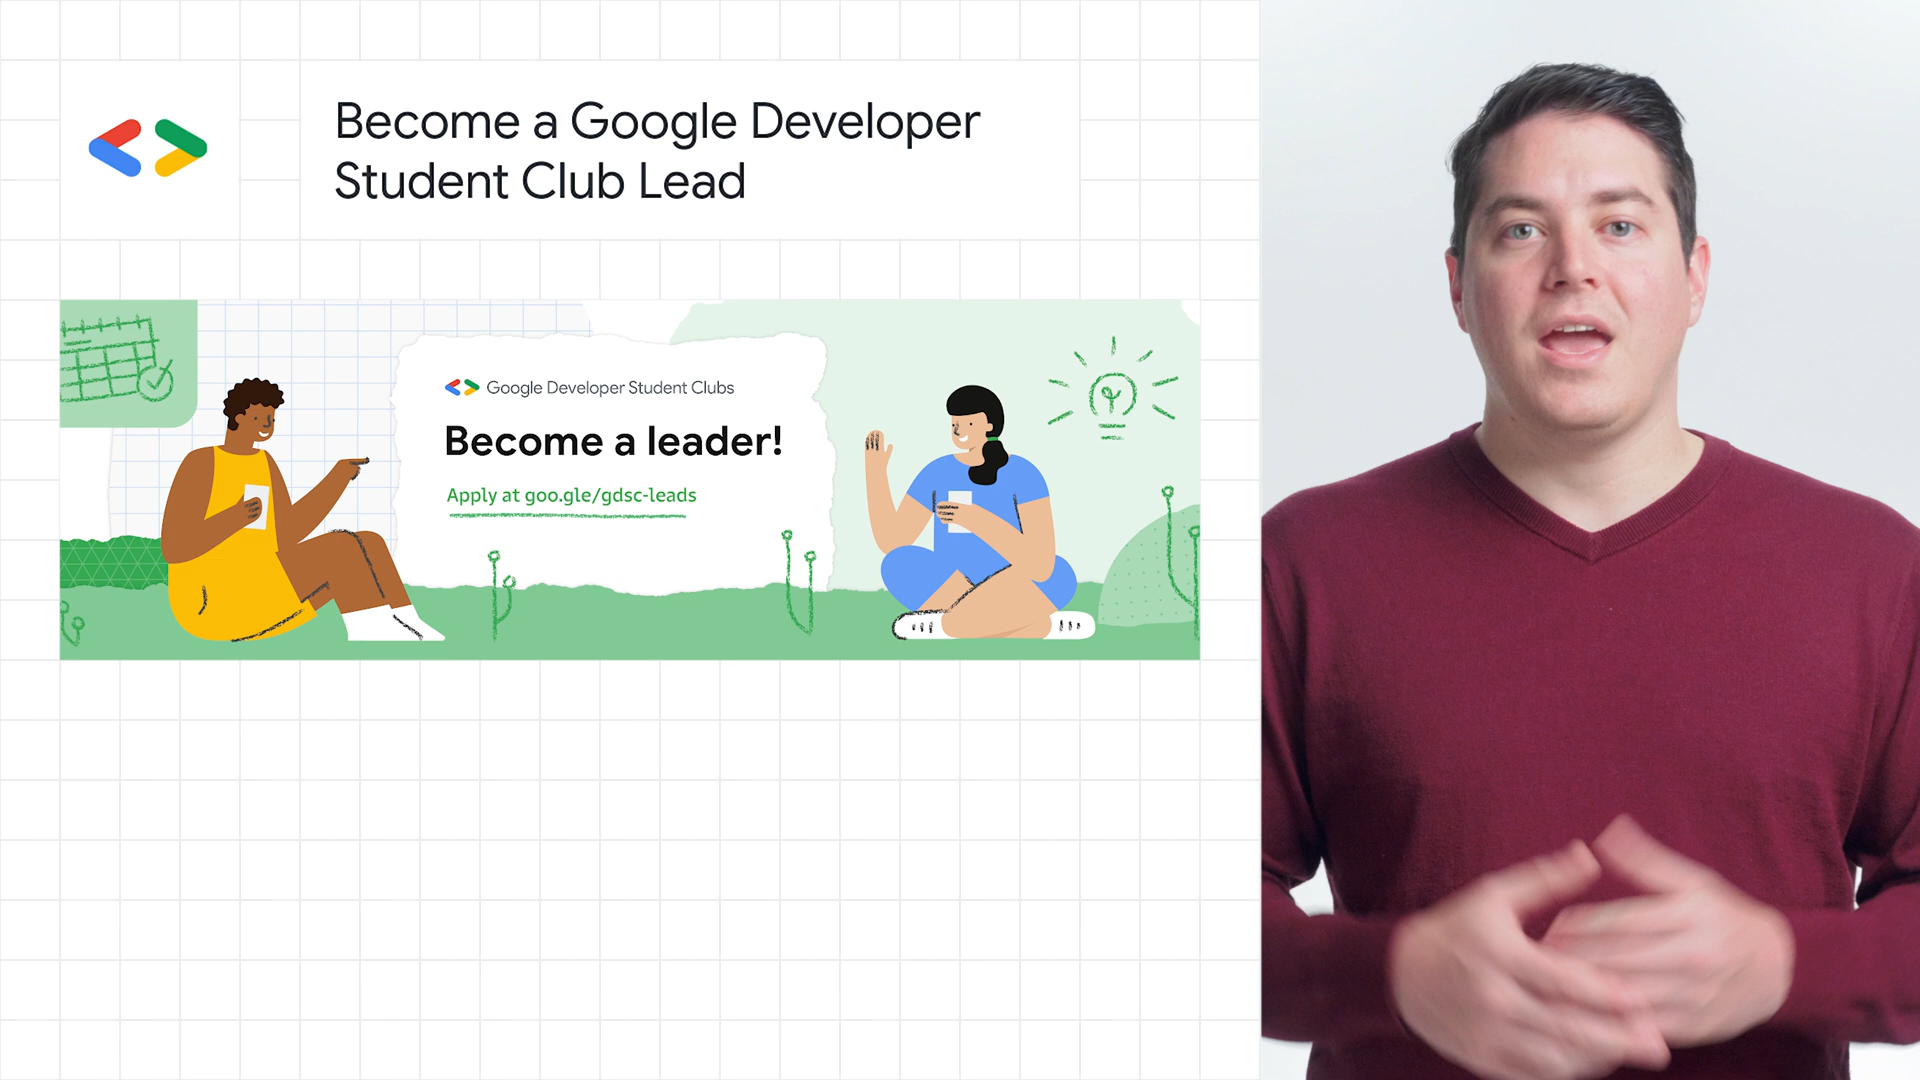 Become a Google Developer
Student Club Lead
Google Developer Student Clubs
Become a leader!
Apply at goo.gle/gdsc-leads